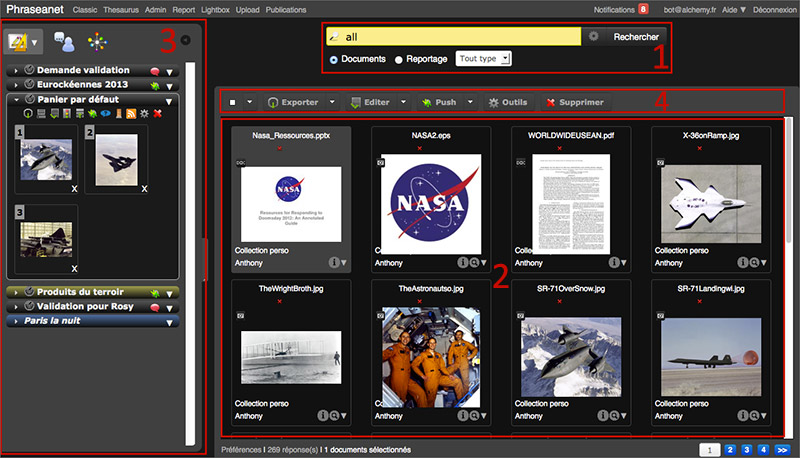 Phraseanet Classic Thesaurus Admin Report Lightbox Upload Publications Notifications 8 bot@alchemy.fr Aide ▼ Déconnexion
3
all Rechercher
Documents Reportage Tout type
1
Demande validation
Eurockéennes 2013
Panier par défaut
1 2
X X
3
X
Produits du terroir
Validation pour Rosy
Paris la nuit
Exporter Editer Push Outils Supprimer 4
Nasa_Ressources.pptx NASA2.eps WORLDWIDEUSEAN.pdf X-36onRamp.jpg
NASA
NASA
Resources for Responding to
Doomsday 2012: An Annotated
Guide
Collection perso Collection perso Collection perso Collection perso
Anthony Anthony Anthony Anthony
2
TheWrightBroth.jpg TheAstronautso.jpg SR-71OverSnow.jpg SR-71Landingwi.jpg
Collection perso Collection perso Collection perso Collection perso
Anthony Anthony Anthony Anthony
Préférences I 269 réponse(s) I 1 documents sélectionnés 1 2 3 4 >>